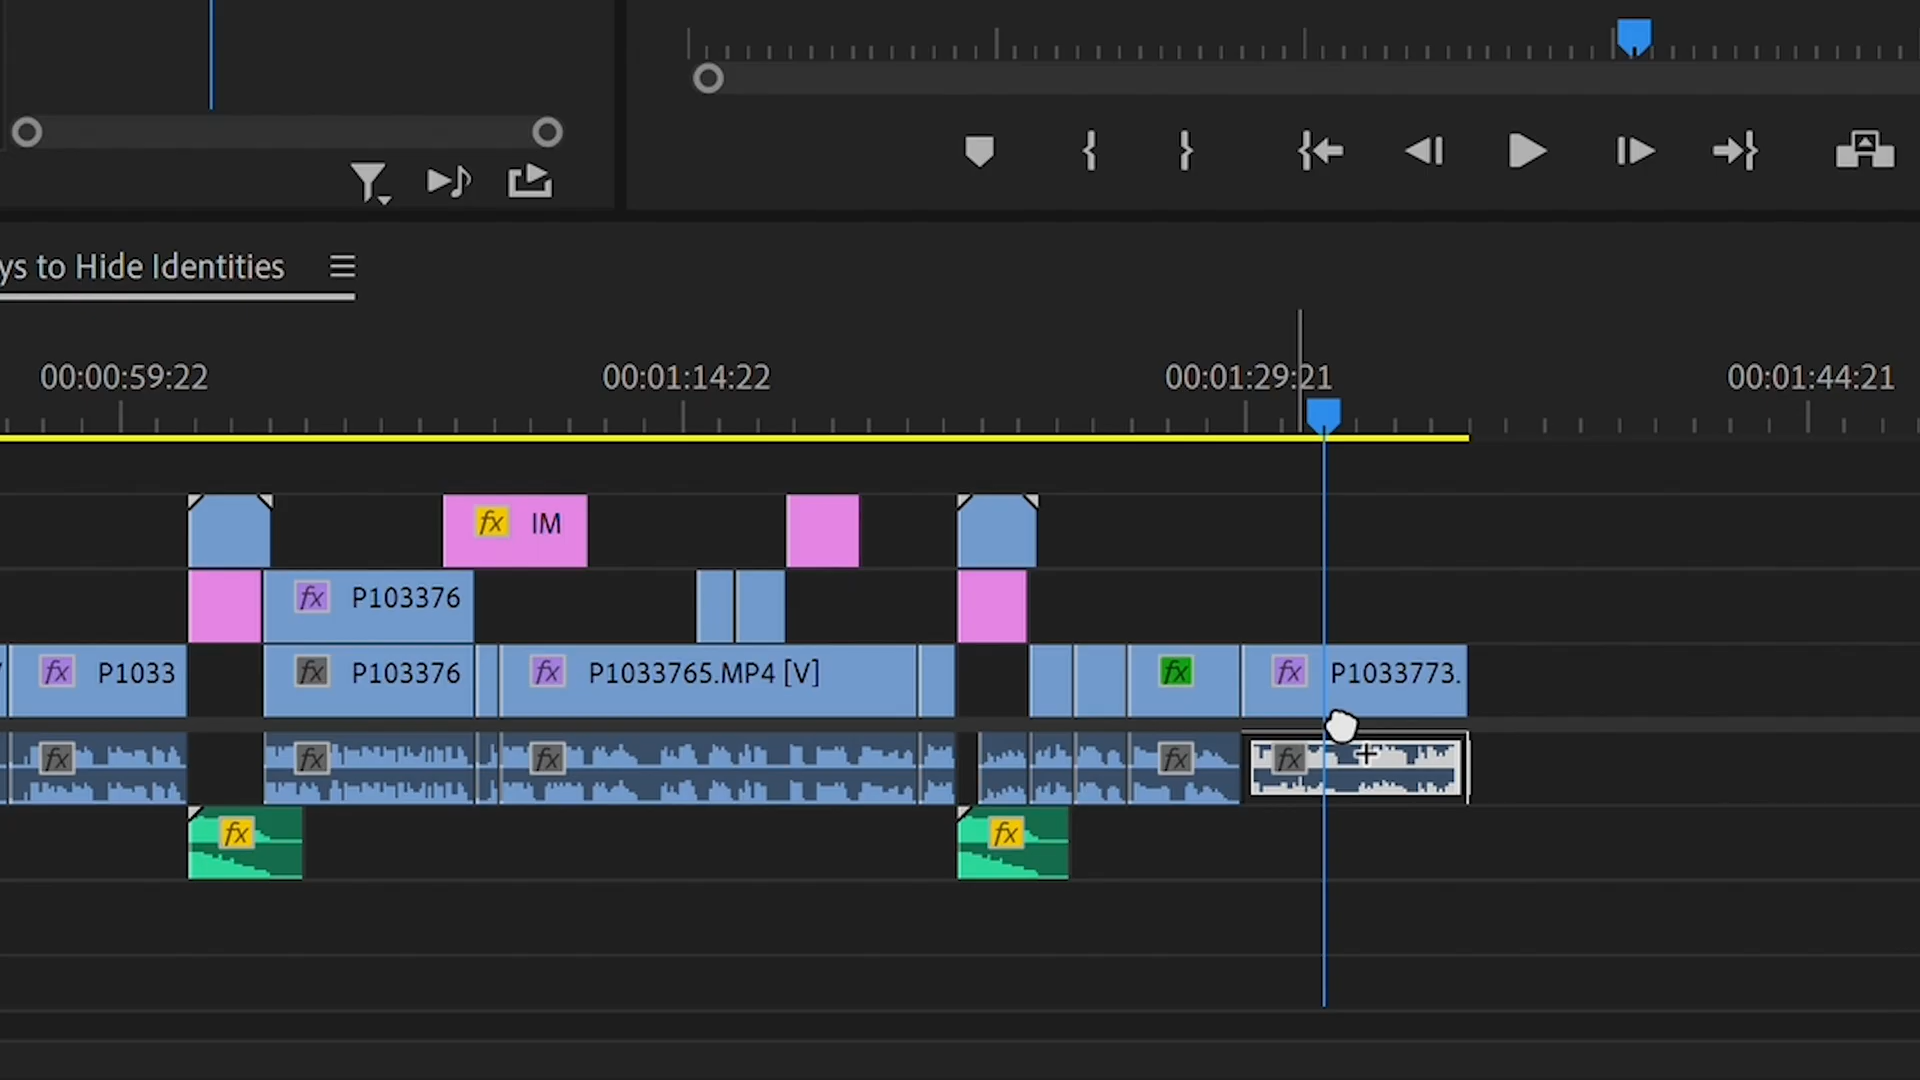 ys to Hide Identities
00:00:59:22 00:01:14:22 00:01:29:21 00:01:44:21
fx IM
fx P103376
fx P1033 fx P103376 fx P1033765.MP4 [V] fx fx P1033773.
fx fx fx fx fx
fx fx